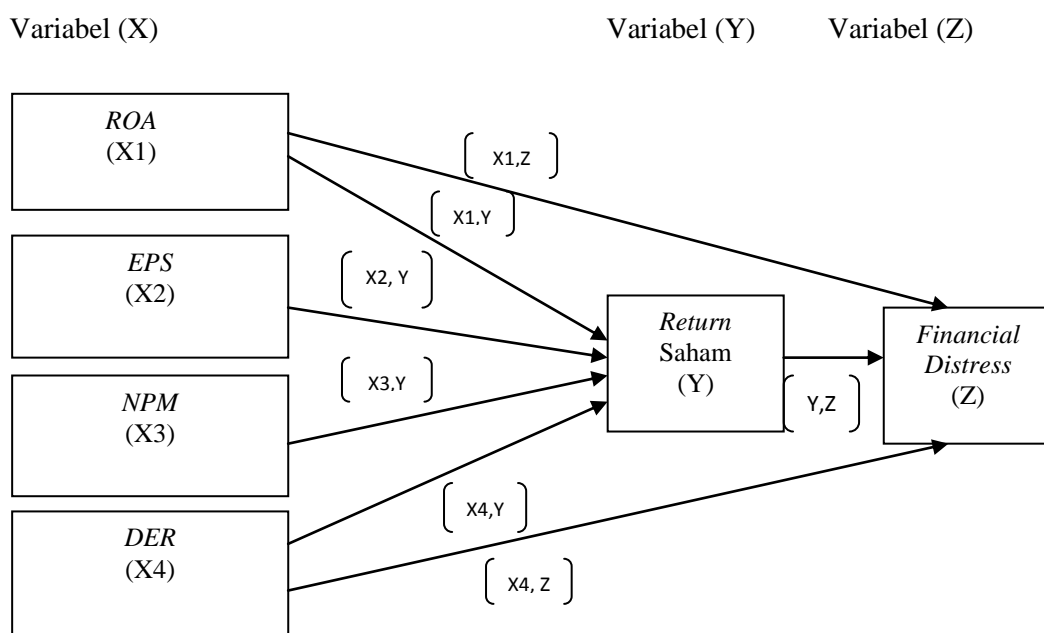 Variabel (X)
Variabel (Y)
Variabel (Z)
ROA
(X1)
X1,Z
X1,Y
EPS
(X2)
X2, Y
Return
Saham
(Y)
Financial
Distress
(Z)
NPM
(X3)
X3,Y
Y,Z
DER
(X4)
X4,Y
X4, Z